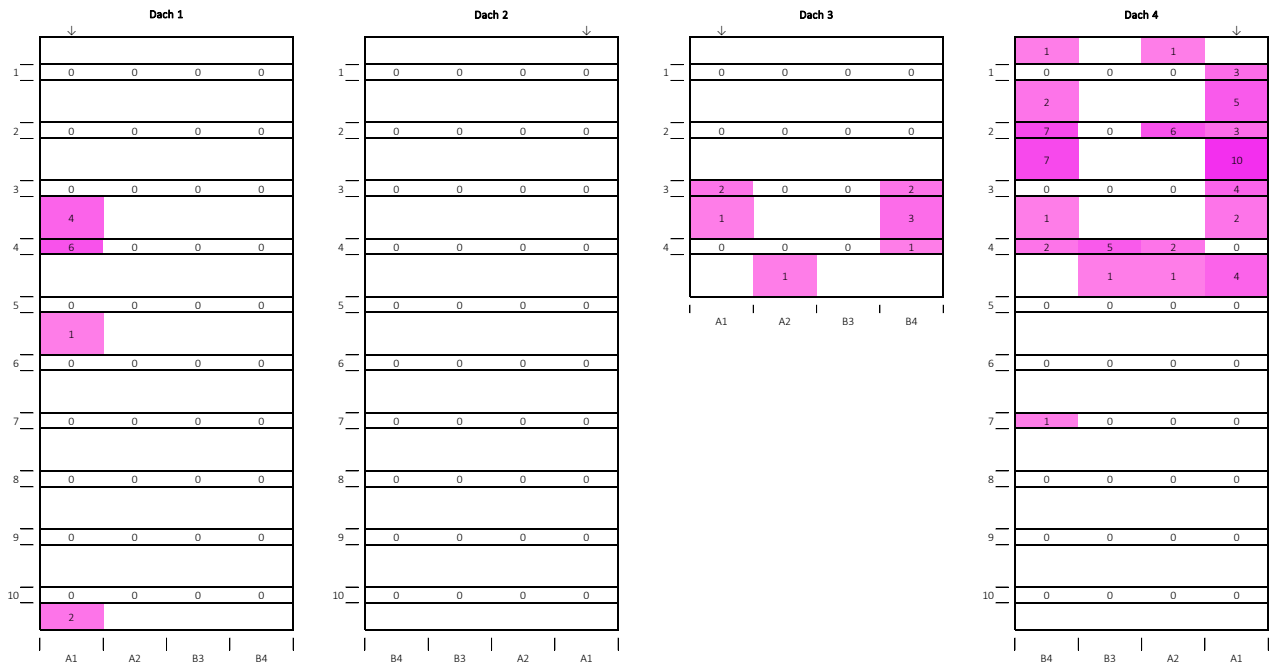 Dach 1 Dach 2 Dach 3 Dach 4
↓ ↓ ↓ ↓
1 1
1 0 0 0 0 1 0 0 0 0 1 0 0 0 0 1 0 0 0 3
2 5
2 0 0 0 0 2 0 0 0 0 2 0 0 0 0 2 7 0 6 3
7 10
3 0 0 0 0 3 0 0 0 0 3 2 0 0 2 3 0 0 0 4
4 1 3 1 2
4 6 0 0 0 4 0 0 0 0 4 0 0 0 1 4 2 5 2 0
1 1 1 4
5 0 0 0 0 5 0 0 0 0 5 0 0 0 0
A1 A2 B3 B4
1
6 0 0 0 0 6 0 0 0 0 6 0 0 0 0
7 0 0 0 0 7 0 0 0 0 7 1 0 0 0
8 0 0 0 0 8 0 0 0 0 8 0 0 0 0
9 0 0 0 0 9 0 0 0 0 9 0 0 0 0
10 0 0 0 0 10 0 0 0 0 10 0 0 0 0
2
A1 A2 B3 B4 B4 B3 A2 A1 B4 B3 A2 A1